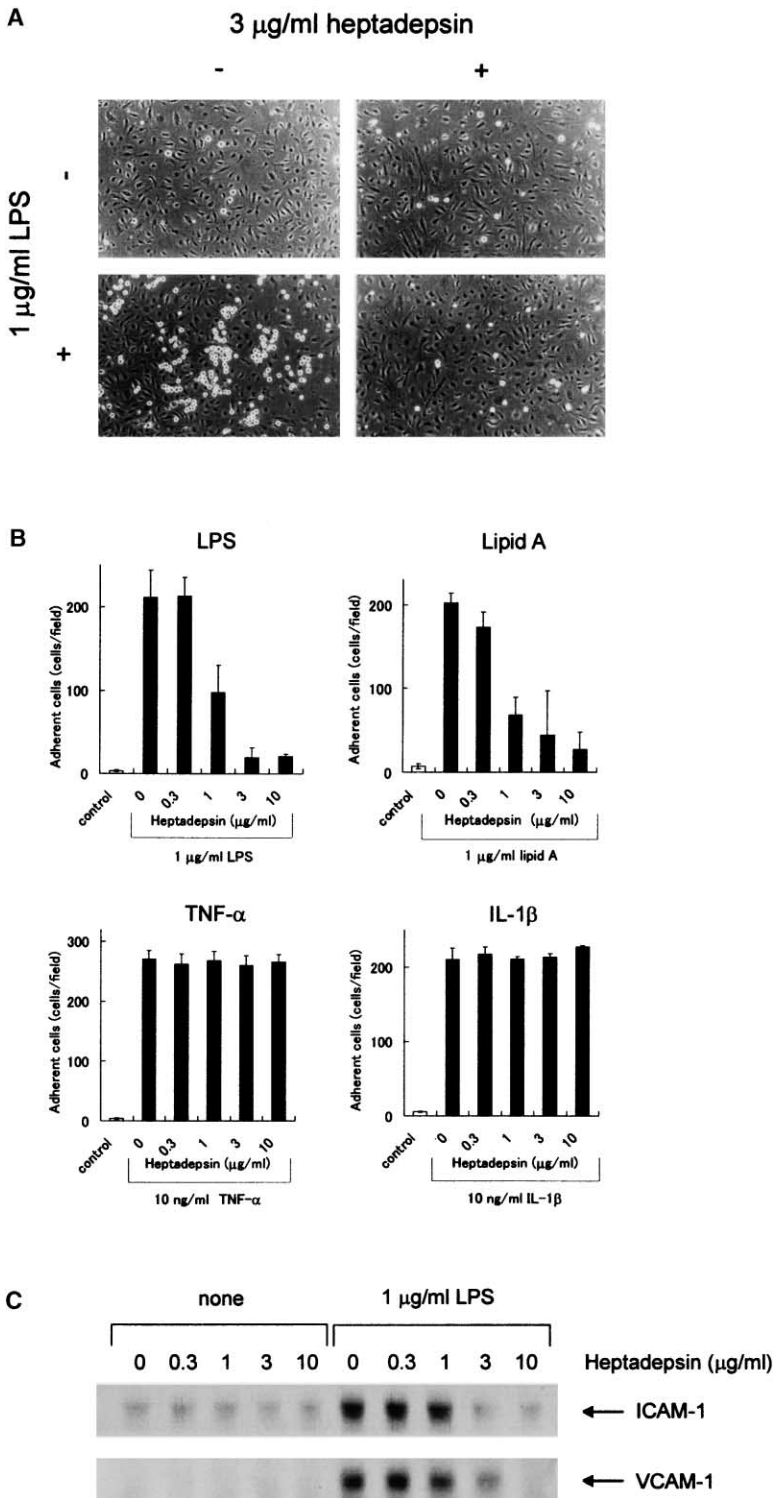 A
3 μg/ml heptadepsin
- +
1 μg/ml LPS
-
+
B
LPS
Adherent cells (cells/field)
200
100
0
control 0 0.3 1 3 10
Heptadepsin (μg/ml)
1 μg/ml LPS
Lipid A
Adherent cells (cells/field)
200
100
0
control 0 0.3 1 3 10
Heptadepsin (μg/ml)
1 μg/ml lipid A
TNF-α
Adherent cells (cells/field)
300
200
100
0
control 0 0.3 1 3 10
Heptadepsin (μg/ml)
10 ng/ml TNF-α
IL-1β
Adherent cells (cells/field)
200
100
0
control 0 0.3 1 3 10
Heptadepsin (μg/ml)
10 ng/ml IL-1β
C
none 1 μg/ml LPS
0 0.3 1 3 10 0 0.3 1 3 10 Heptadepsin (μg/ml)
← ICAM-1
← VCAM-1